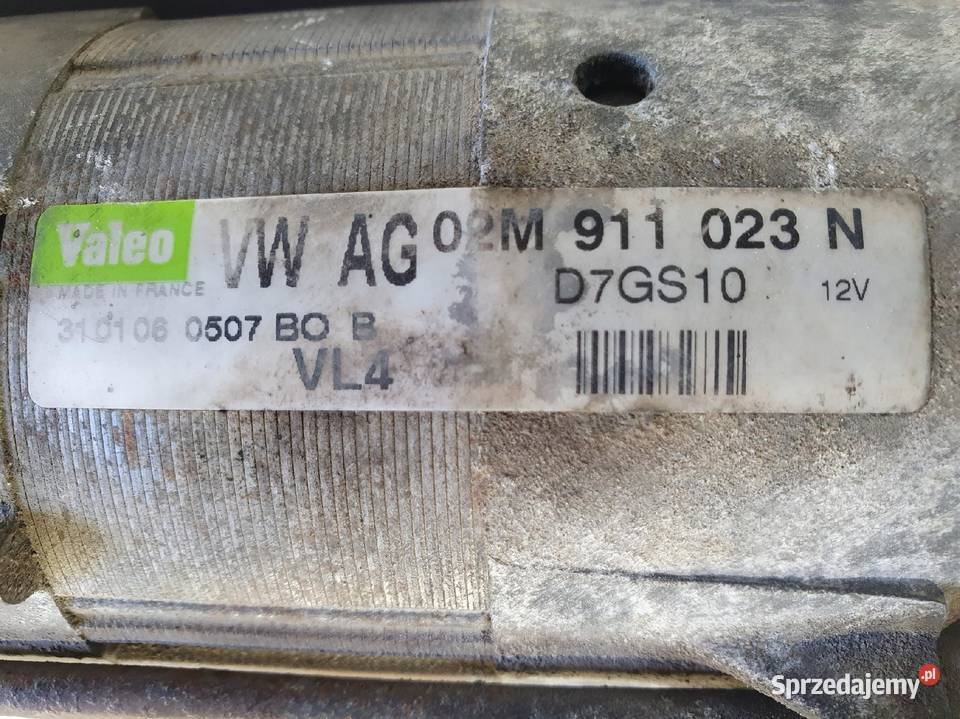 Valeo VW AG 02M 911 023 N
MADE IN FRANCE D7GS10 12V
310106 0507 BO B
VL4
Sprzedajemy.pl